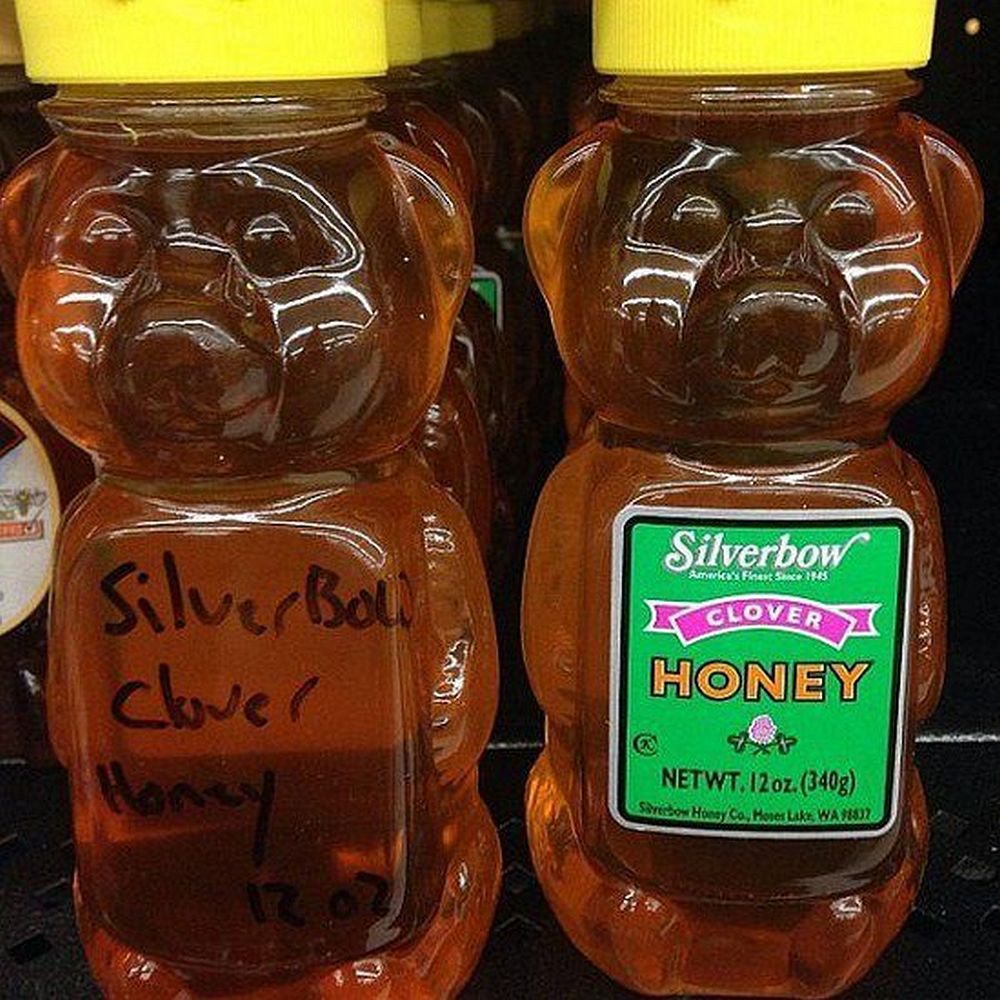 SilverBow
Clover
Honey
12 oz
Silverbow
America's Finest Since 1945
CLOVER
HONEY
K
NET WT. 12 oz. (340g)
Silverbow Honey Co., Moses Lake, WA 98837